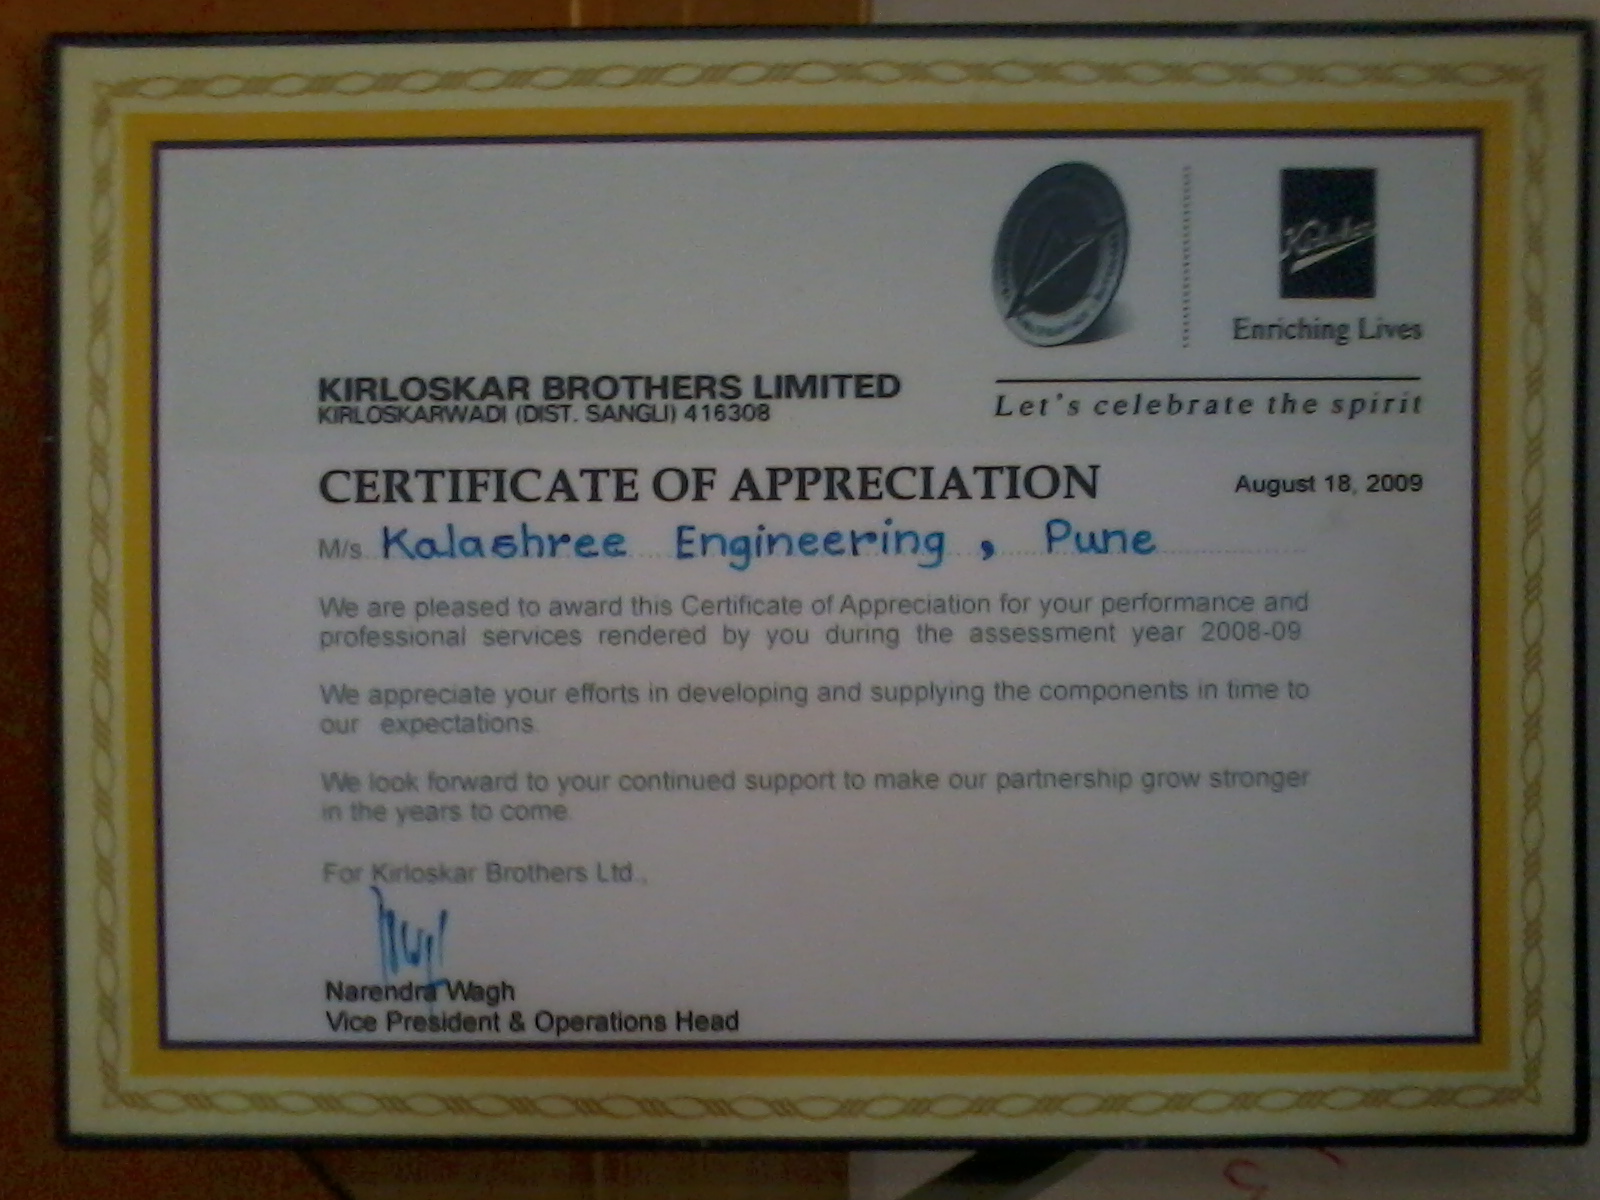 Kirloskar
Enriching Lives
KIRLOSKAR BROTHERS LIMITED
KIRLOSKARWADI (DIST. SANGLI) 416308
Let's celebrate the spirit
CERTIFICATE OF APPRECIATION
August 18, 2009
M/s. Kalashree Engineering, Pune
We are pleased to award this Certificate of Appreciation for your performance and
professional services rendered by you during the assessment year 2008-09
We appreciate your efforts in developing and supplying the components in time to
our expectations.
We look forward to your continued support to make our partnership grow stronger
in the years to come.
For Kirloskar Brothers Ltd.,
Narendra Wagh
Vice President & Operations Head